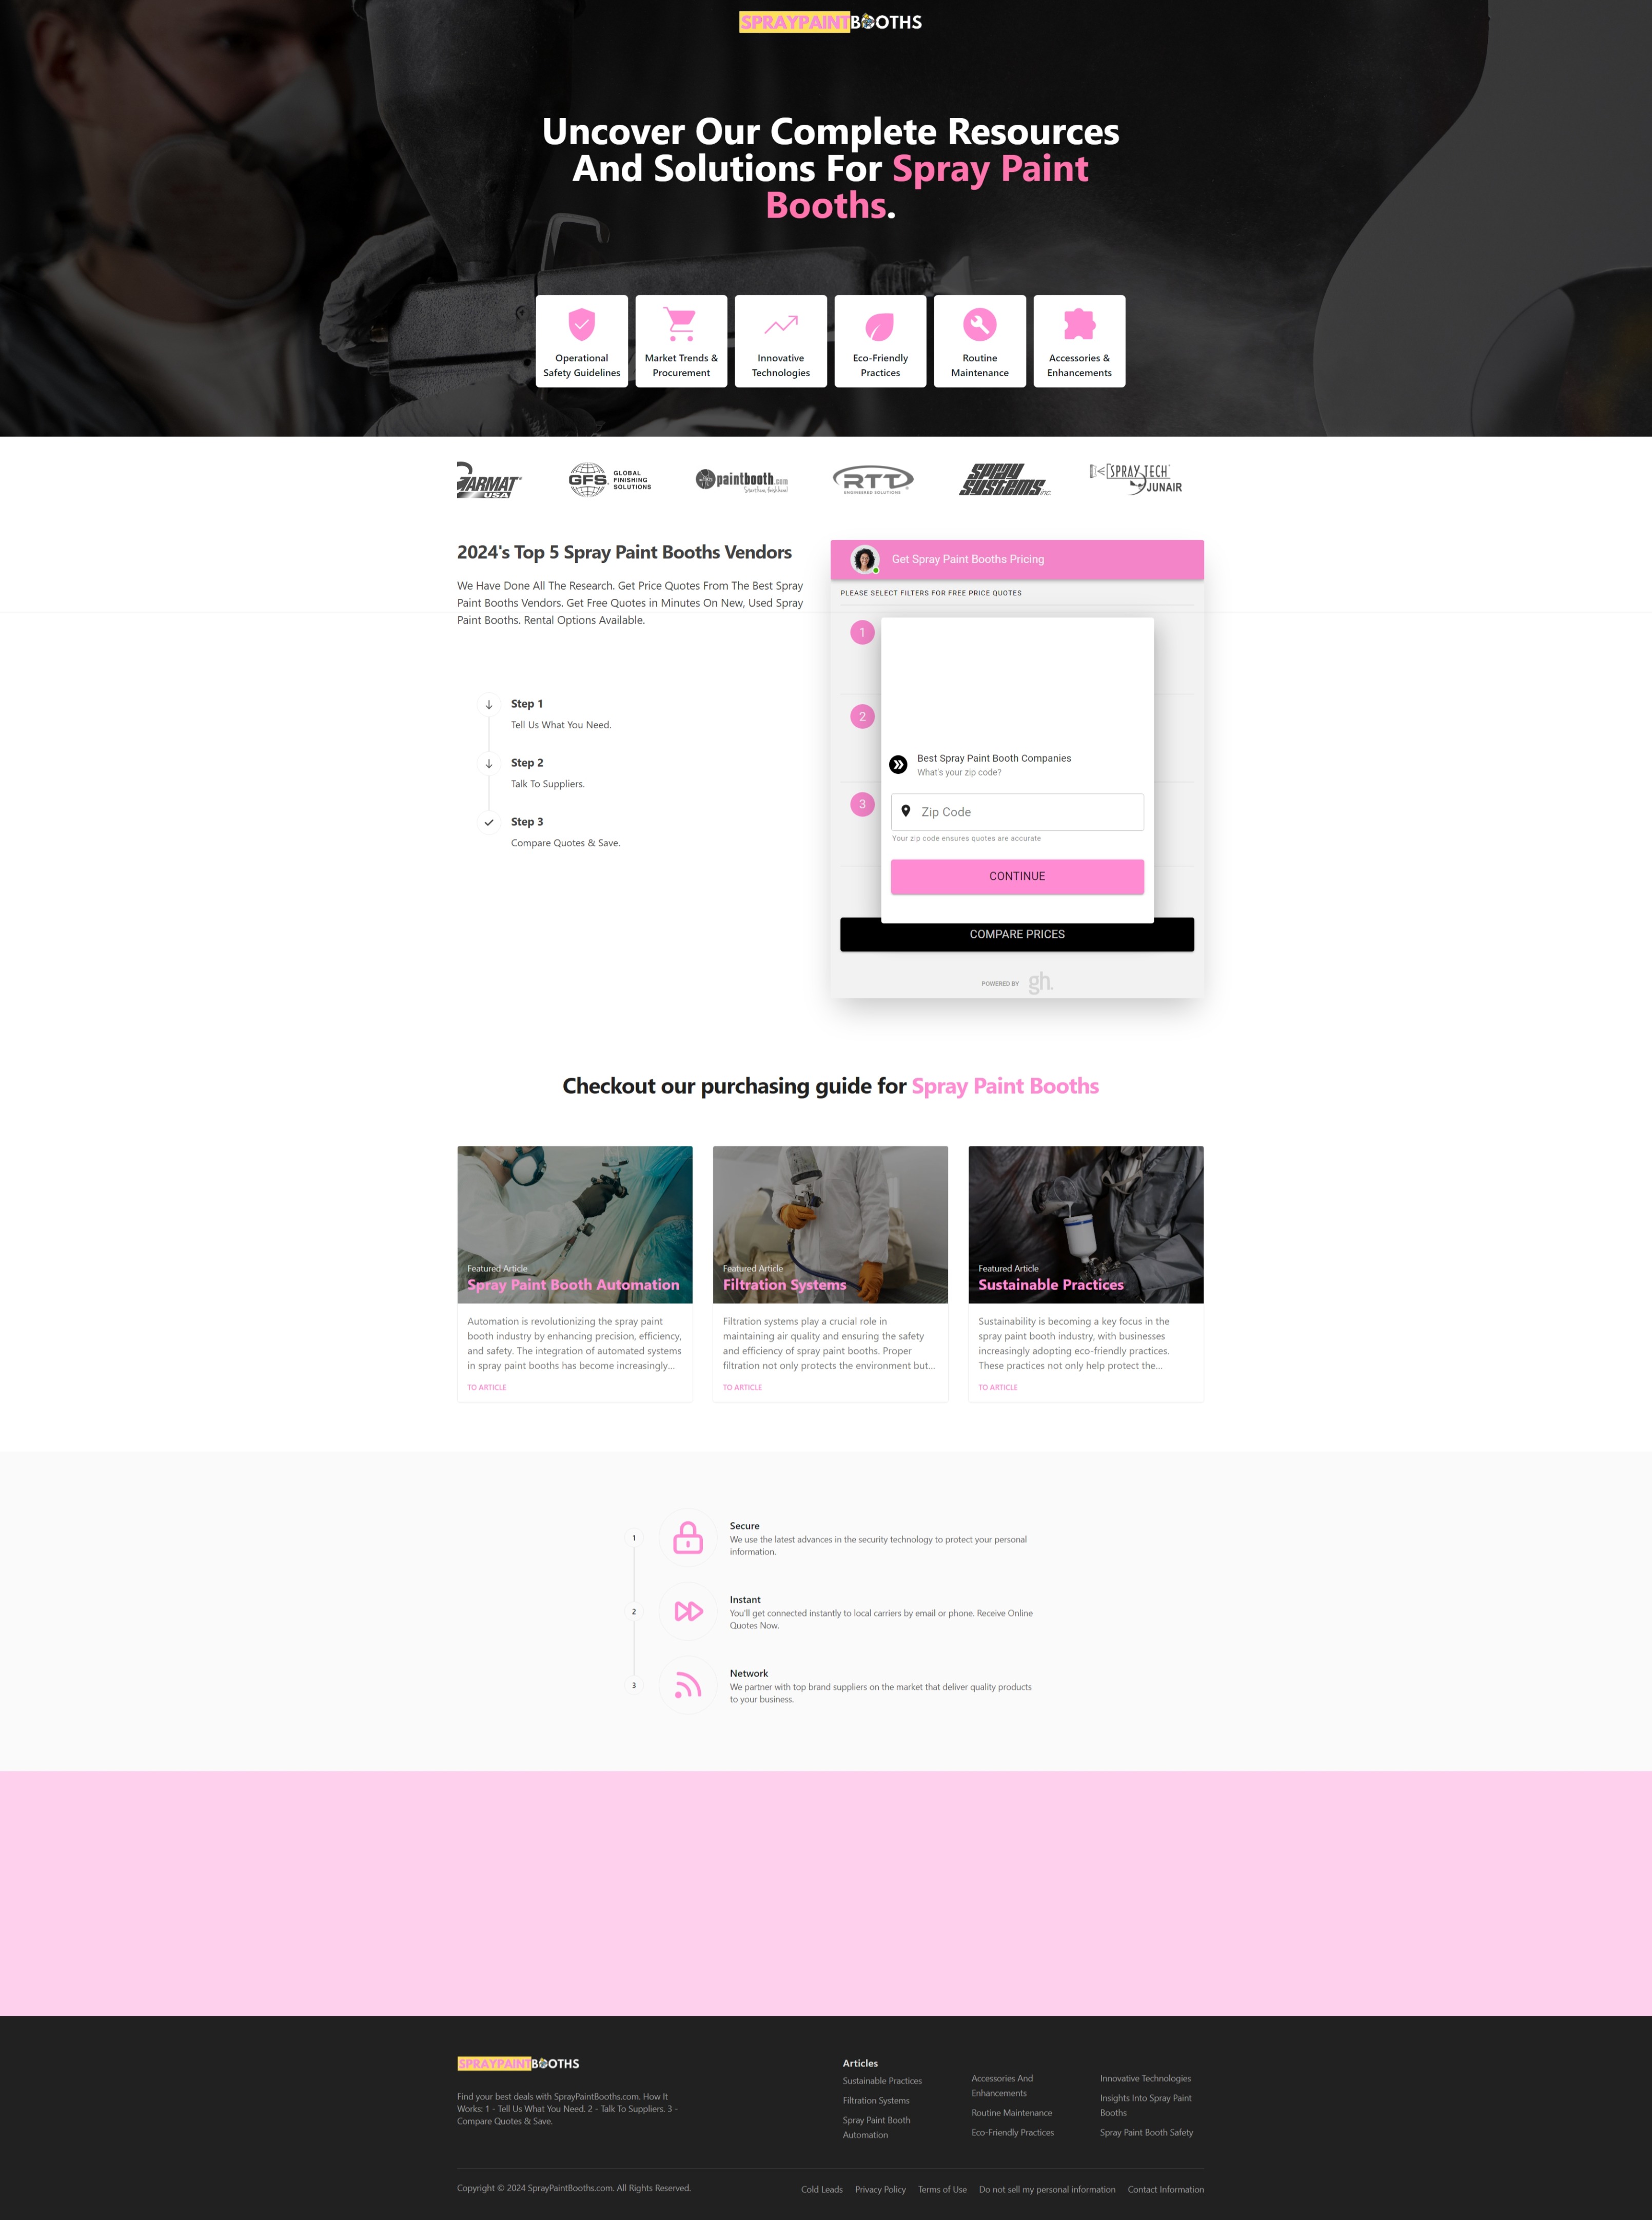 SPRAYPAINTBOOTHS
Uncover Our Complete Resources
And Solutions For Spray Paint
Booths.
Operational
Safety Guidelines
Market Trends &
Procurement
Innovative
Technologies
Eco-Friendly
Practices
Routine
Maintenance
Accessories &
Enhancements
GARMAT
USA
GFS
GLOBAL
FINISHING
SOLUTIONS
paintbooth.com
Start here, finish here!
RTT
ENGINEERED SOLUTIONS
SPRAY
SYSTEMS INC
SPRAY TECH
JUNAIR
2024's Top 5 Spray Paint Booths Vendors
We Have Done All The Research. Get Price Quotes From The Best Spray
Paint Booths Vendors. Get Free Quotes in Minutes On New, Used Spray
Paint Booths. Rental Options Available.
Step 1
Tell Us What You Need.
Step 2
Talk To Suppliers.
Step 3
Compare Quotes & Save.
Get Spray Paint Booths Pricing
PLEASE SELECT FILTERS FOR FREE PRICE QUOTES
1
2
3
Best Spray Paint Booth Companies
What's your zip code?
Zip Code
Your zip code ensures quotes are accurate
CONTINUE
COMPARE PRICES
POWERED BY gh.
Checkout our purchasing guide for Spray Paint Booths
Featured Article
Spray Paint Booth Automation
Automation is revolutionizing the spray paint
booth industry by enhancing precision, efficiency,
and safety. The integration of automated systems
in spray paint booths has become increasingly...
TO ARTICLE
Featured Article
Filtration Systems
Filtration systems play a crucial role in
maintaining air quality and ensuring the safety
and efficiency of spray paint booths. Proper
filtration not only protects the environment but...
TO ARTICLE
Featured Article
Sustainable Practices
Sustainability is becoming a key focus in the
spray paint booth industry, with businesses
increasingly adopting eco-friendly practices.
These practices not only help protect the...
TO ARTICLE
1
Secure
We use the latest advances in the security technology to protect your personal
information.
2
Instant
You'll get connected instantly to local carriers by email or phone. Receive Online
Quotes Now.
3
Network
We partner with top brand suppliers on the market that deliver quality products
to your business.
SPRAYPAINTBOOTHS
Find your best deals with SprayPaintBooths.com. How It
Works: 1 - Tell Us What You Need. 2 - Talk To Suppliers. 3 -
Compare Quotes & Save.
Articles
Sustainable Practices
Filtration Systems
Spray Paint Booth
Automation
Accessories And
Enhancements
Routine Maintenance
Eco-Friendly Practices
Innovative Technologies
Insights Into Spray Paint
Booths
Spray Paint Booth Safety
Copyright © 2024 SprayPaintBooths.com. All Rights Reserved.
Cold Leads Privacy Policy Terms of Use Do not sell my personal information Contact Information